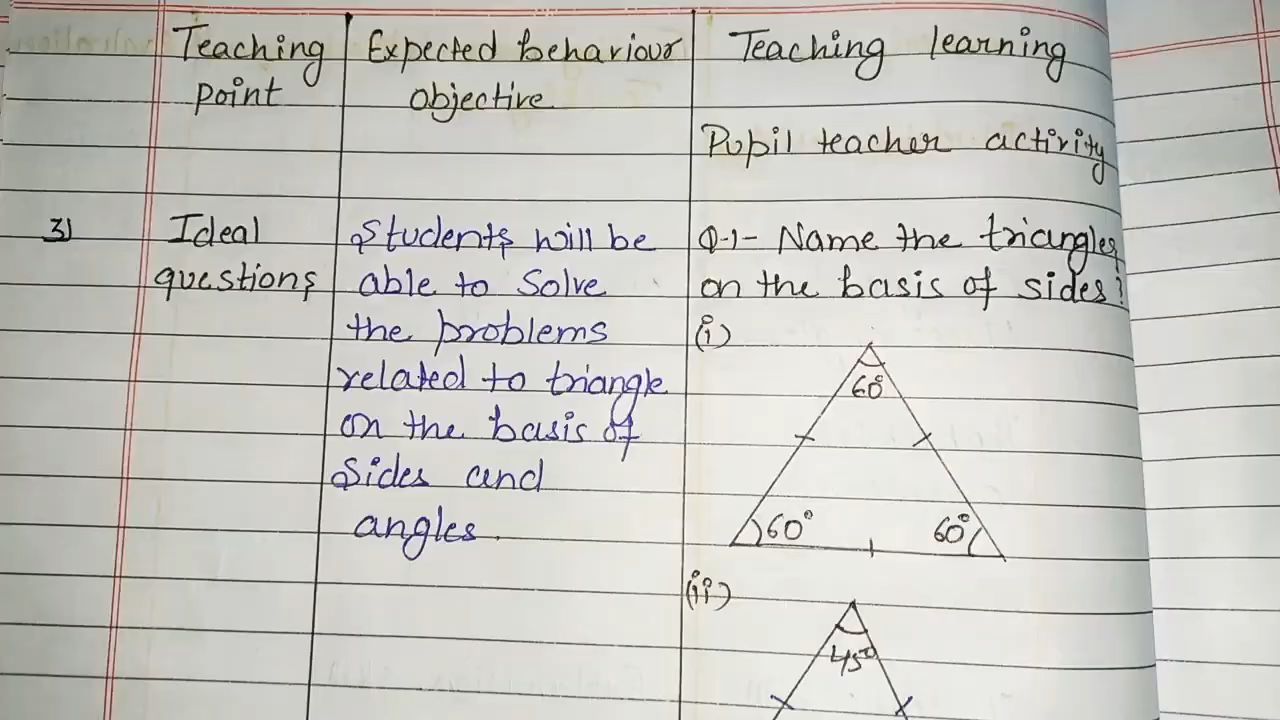 Teaching
point
Expected behaviour
objective
Teaching learning
Pupil teacher activity
3)
Ideal
questions
Students will be
able to solve
the problems
related to triangle
on the basis of
sides and
angles.
Q-1- Name the triangles
on the basis of sides?
(i)
60°
60°
60°
(ii)
45°